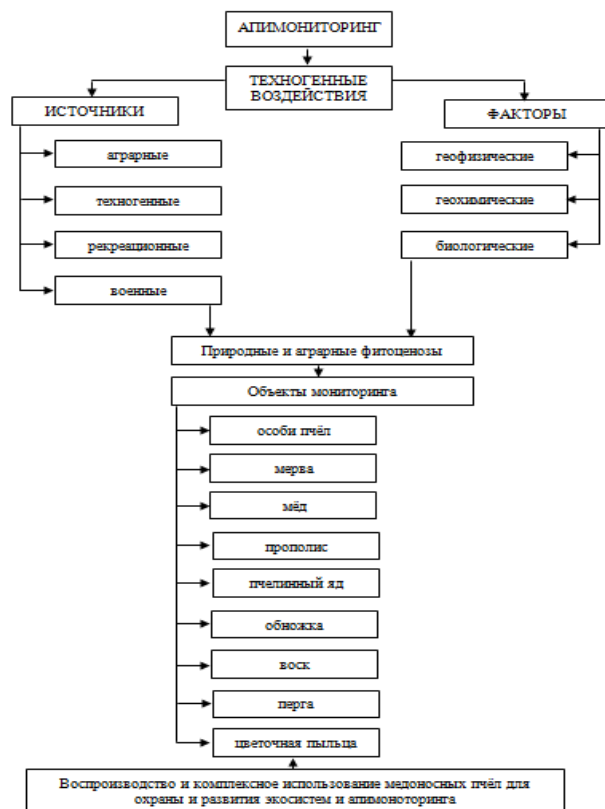 АПИМОНИТОРИНГ
ТЕХНОГЕННЫЕ
ВОЗДЕЙСТВИЯ
ИСТОЧНИКИ
ФАКТОРЫ
аграрные
техногенные
рекреационные
военные
геофизические
геохимические
биологические
Природные и аграрные фитоценозы
Объекты мониторинга
особи пчёл
мерва
мёд
прополис
пчелинный яд
обножка
воск
перга
цветочная пыльца
Воспроизводство и комплексное использование медоносных пчёл для
охраны и развития экосистем и апимоноторинга